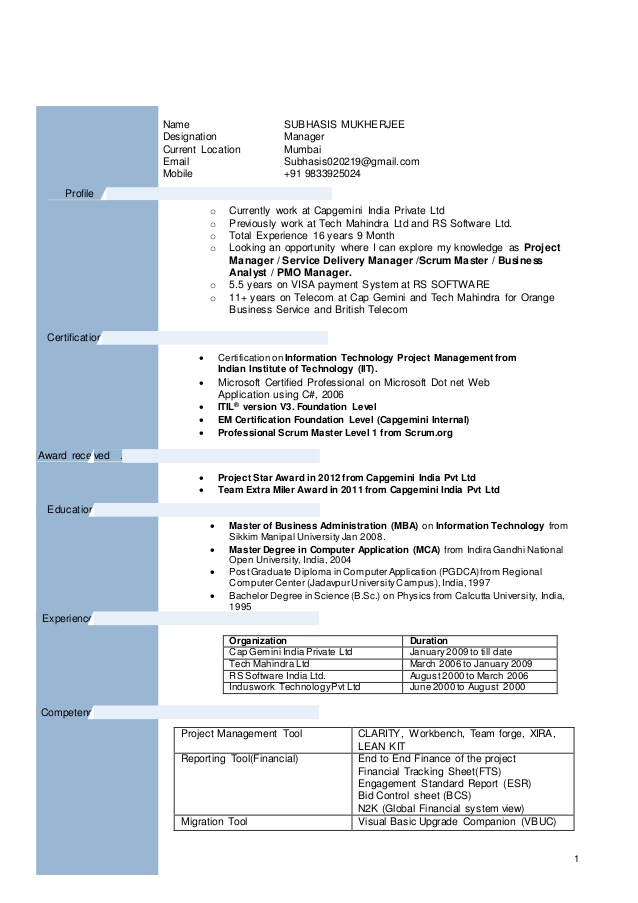 Name SUBHASIS MUKHERJEE
Designation Manager
Current Location Mumbai
Email Subhasis020219@gmail.com
Mobile +91 9833925024
Profile
o Currently work at Capgemini India Private Ltd
o Previously work at Tech Mahindra Ltd and RS Software Ltd.
o Total Experience 16 years 9 Month
o Looking an opportunity where I can explore my knowledge as Project
Manager / Service Delivery Manager /Scrum Master / Business
Analyst / PMO Manager.
o 5.5 years on VISA payment System at RS SOFTWARE
o 11+ years on Telecom at Cap Gemini and Tech Mahindra for Orange
Business Service and British Telecom
Certification
• Certification on Information Technology Project Management from
Indian Institute of Technology (IIT).
• Microsoft Certified Professional on Microsoft Dot net Web
Application using C#, 2006
• ITIL® version V3. Foundation Level
• EM Certification Foundation Level (Capgemini Internal)
• Professional Scrum Master Level 1 from Scrum.org
Award received .
• Project Star Award in 2012 from Capgemini India Pvt Ltd
• Team Extra Miler Award in 2011 from Capgemini India Pvt Ltd
Education
• Master of Business Administration (MBA) on Information Technology from
Sikkim Manipal University Jan 2008.
• Master Degree in Computer Application (MCA) from Indira Gandhi National
Open University, India, 2004
• Post Graduate Diploma in Computer Application (PGDCA) from Regional
Computer Center (Jadavpur University Campus), India, 1997
• Bachelor Degree in Science (B.Sc.) on Physics from Calcutta University, India,
1995
Experience
Organization Duration
Cap Gemini India Private Ltd January 2009 to till date
Tech Mahindra Ltd March 2006 to January 2009
RS Software India Ltd. August 2000 to March 2006
Induswork Technology Pvt Ltd June 2000 to August 2000
Competen
Project Management Tool CLARITY, Workbench, Team forge, XIRA,
LEAN KIT
Reporting Tool(Financial) End to End Finance of the project
Financial Tracking Sheet(FTS)
Engagement Standard Report (ESR)
Bid Control sheet (BCS)
N2K (Global Financial system view)
Migration Tool Visual Basic Upgrade Companion (VBUC)
1